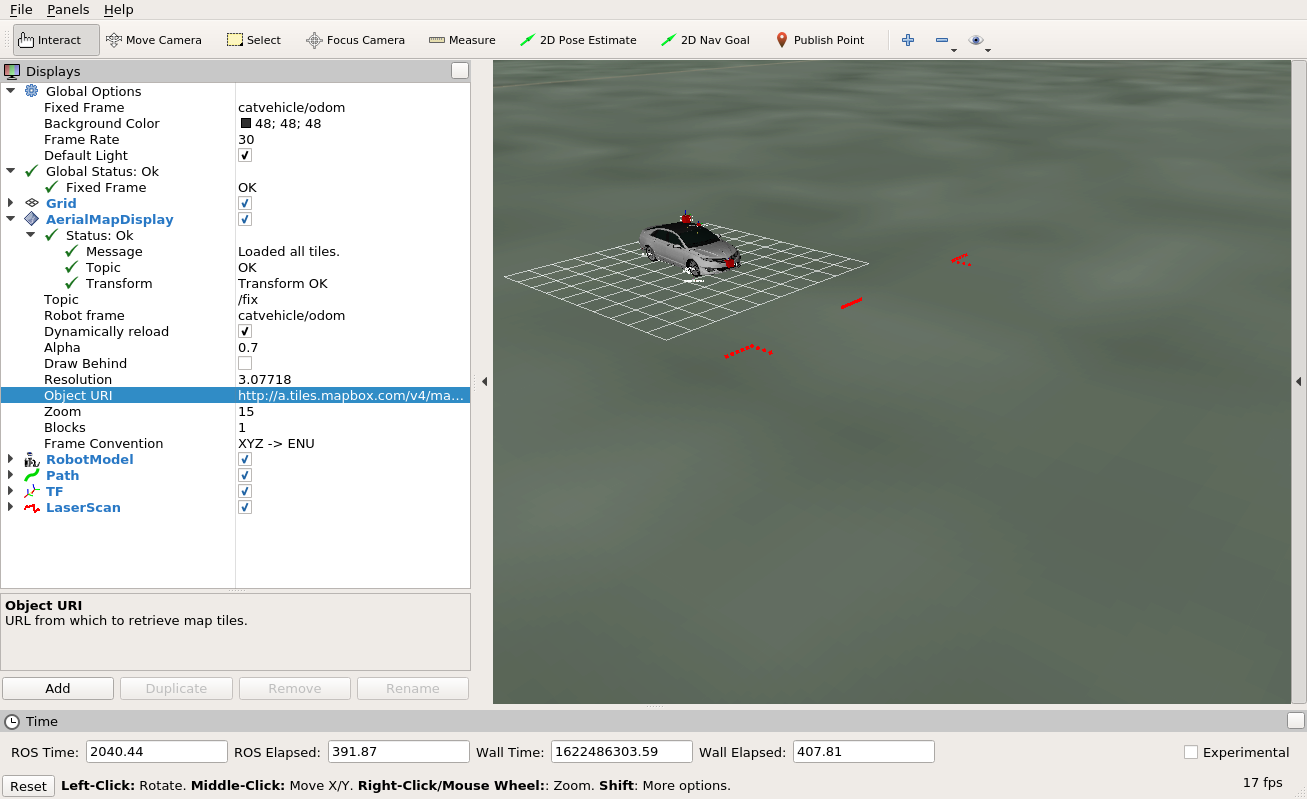 File Panels Help
Interact Move Camera Select Focus Camera Measure 2D Pose Estimate 2D Nav Goal Publish Point
Displays
Global Options
Fixed Frame catvehicle/odom
Background Color 48; 48; 48
Frame Rate 30
Default Light
Global Status: Ok
Fixed Frame OK
Grid
AerialMapDisplay
Status: Ok
Message Loaded all tiles.
Topic OK
Transform Transform OK
Topic /fix
Robot frame catvehicle/odom
Dynamically reload
Alpha 0.7
Draw Behind
Resolution 3.07718
Object URI http://a.tiles.mapbox.com/v4/ma...
Zoom 15
Blocks 1
Frame Convention XYZ -> ENU
RobotModel
Path
TF
LaserScan
Object URI
URL from which to retrieve map tiles.
Add Duplicate Remove Rename
Time
ROS Time: 2040.44 ROS Elapsed: 391.87 Wall Time: 1622486303.59 Wall Elapsed: 407.81 Experimental
Reset Left-Click: Rotate. Middle-Click: Move X/Y. Right-Click/Mouse Wheel:: Zoom. Shift: More options. 17 fps